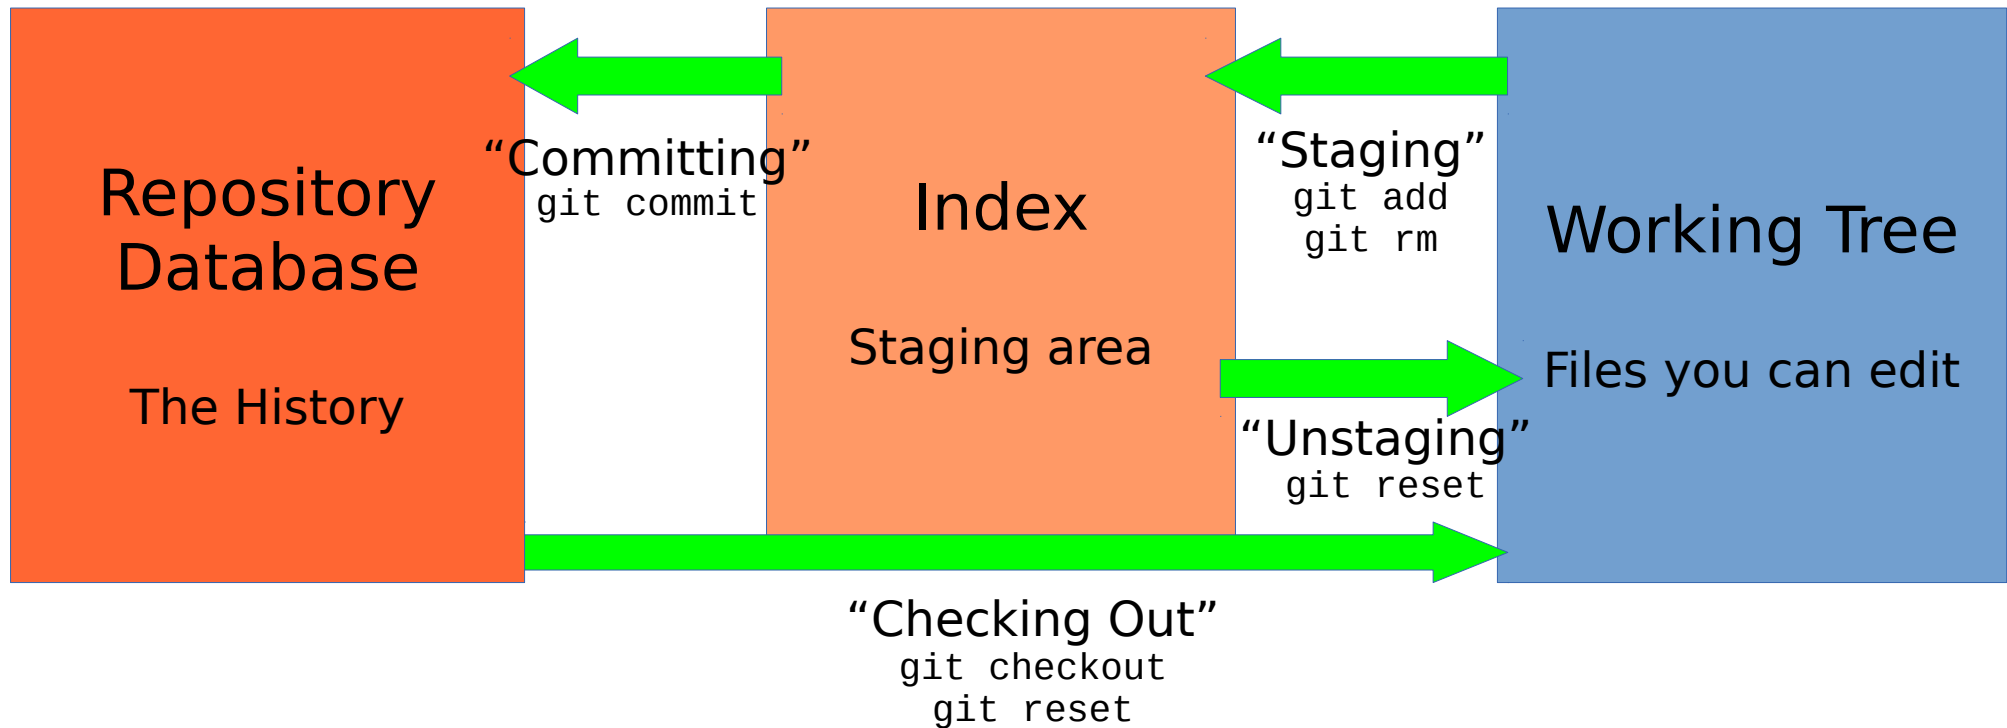 Repository
Database
The History
“Committing”
git commit
Index
Staging area
“Staging”
git add
git rm
“Unstaging”
git reset
Working Tree
Files you can edit
“Checking Out”
git checkout
git reset